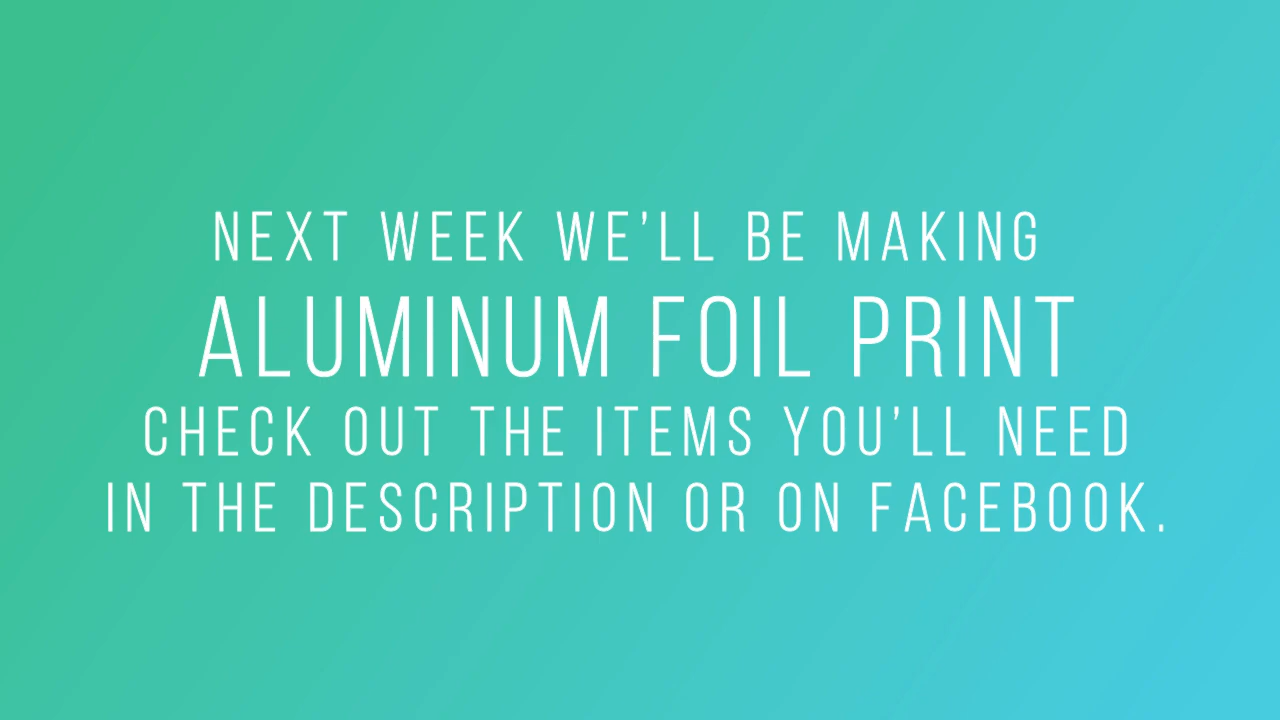 NEXT WEEK WE’LL BE MAKING
ALUMINUM FOIL PRINT
CHECK OUT THE ITEMS YOU’LL NEED
IN THE DESCRIPTION OR ON FACEBOOK.